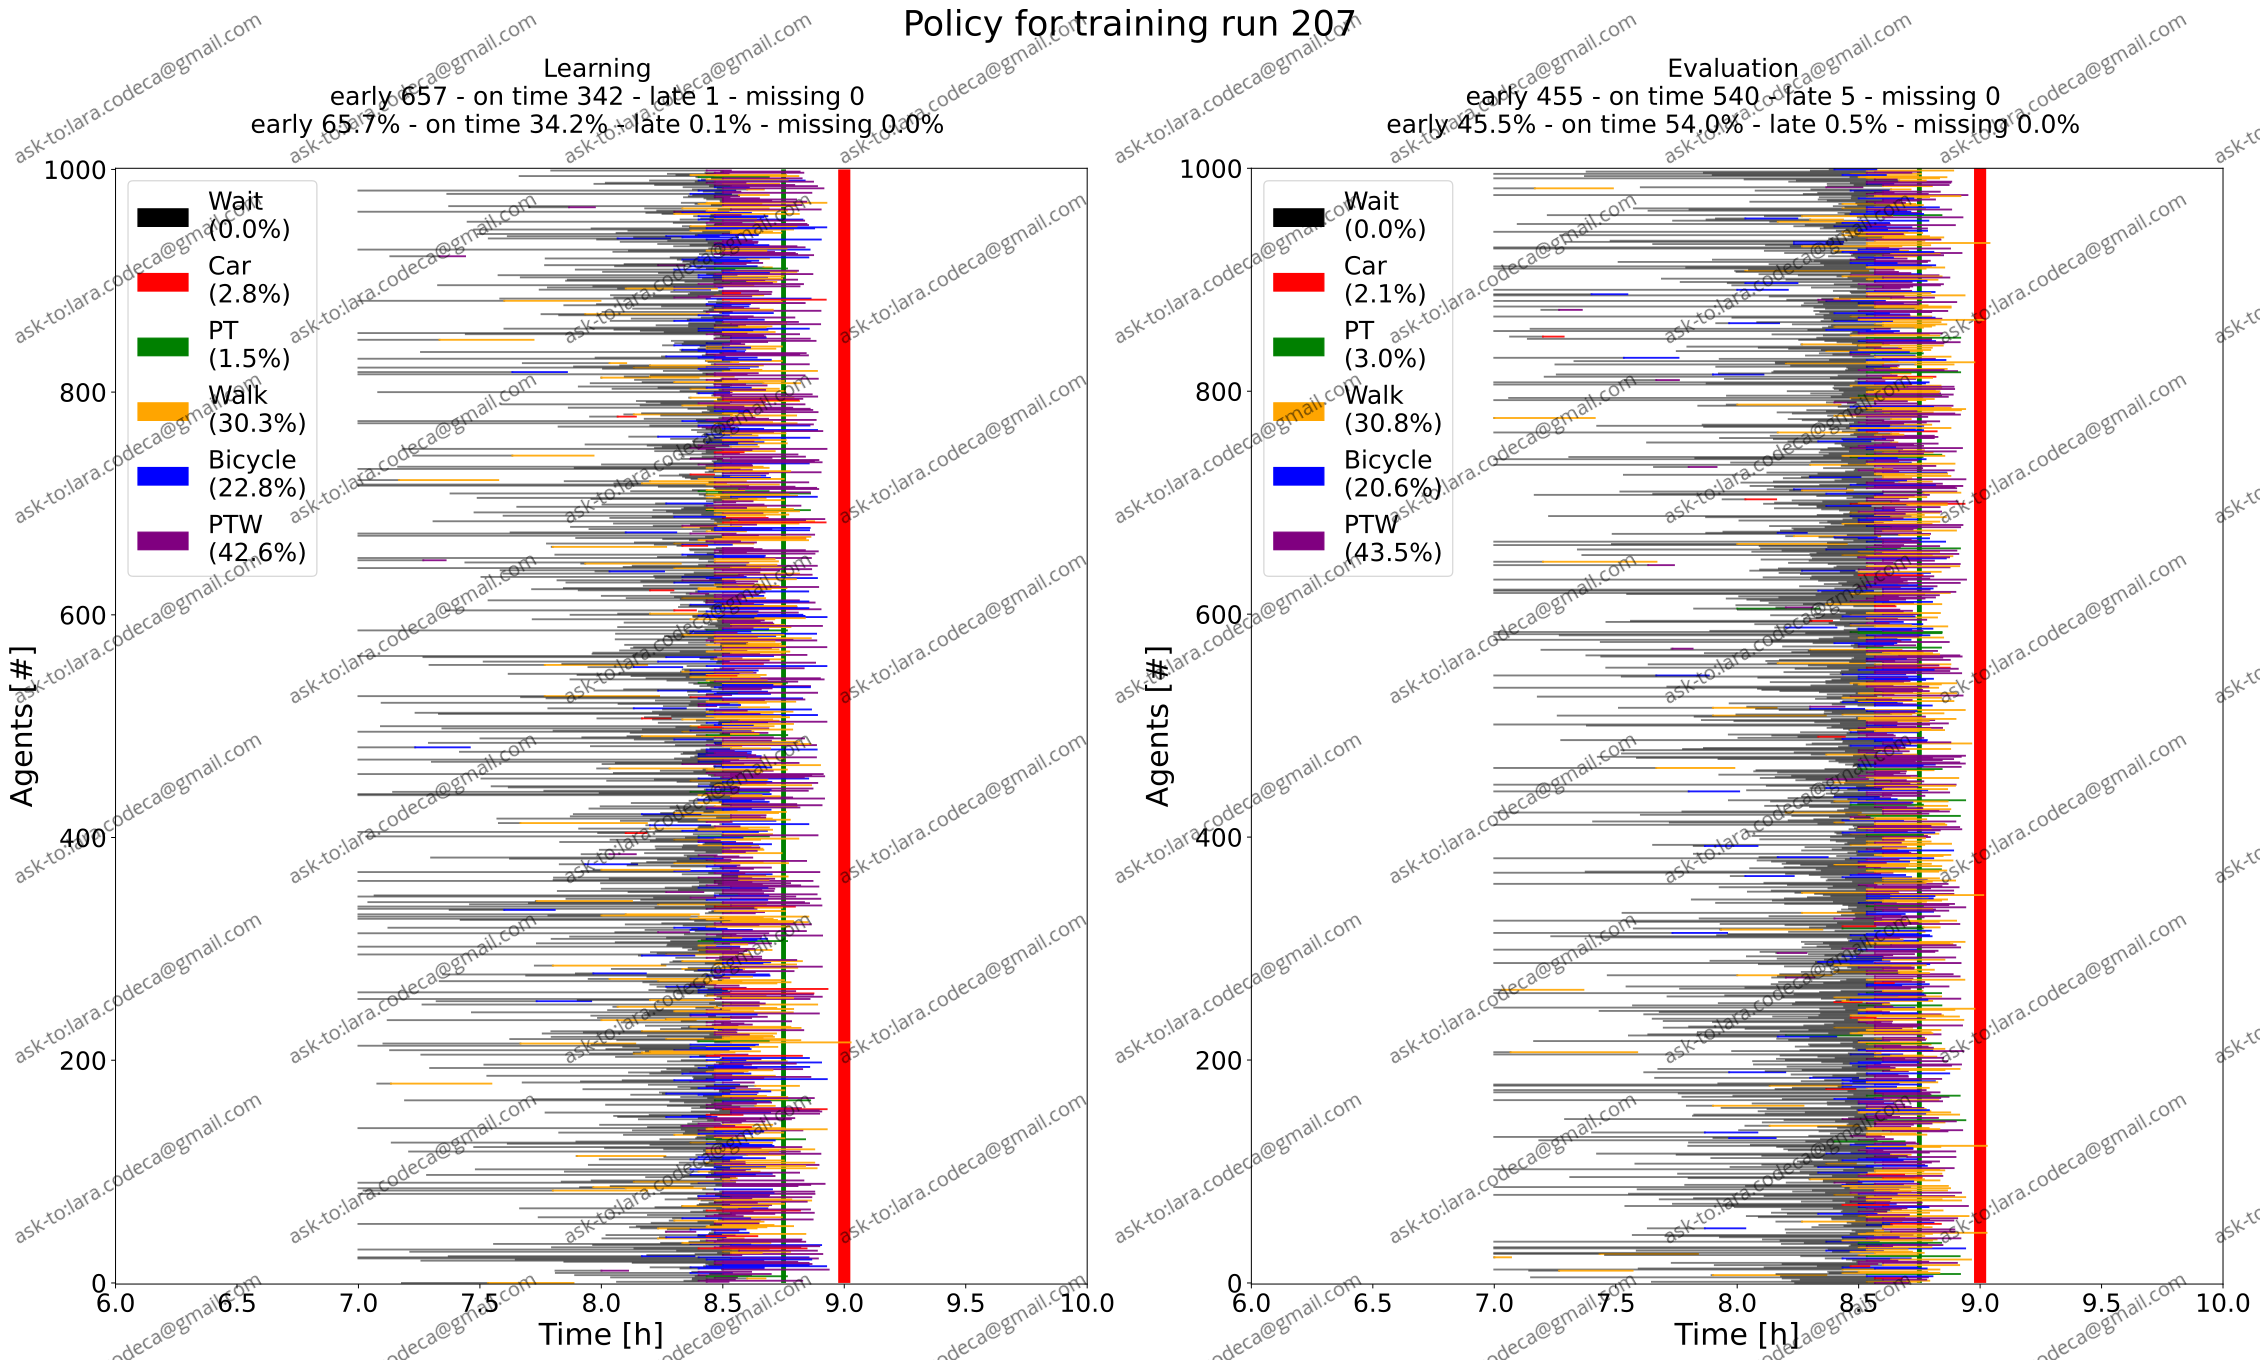 Policy for training run 207
Learning
early 657 - on time 342 - late 1 - missing 0
early 65.7% - on time 34.2% - late 0.1% - missing 0.0%
1000
800
600
400
200
0
Agents [#]
Wait
(0.0%)
Car
(2.8%)
PT
(1.5%)
Walk
(30.3%)
Bicycle
(22.8%)
PTW
(42.6%)
6.0 6.5 7.0 7.5 8.0 8.5 9.0 9.5 10.0
Time [h]
Evaluation
early 455 - on time 540 - late 5 - missing 0
early 45.5% - on time 54.0% - late 0.5% - missing 0.0%
1000
800
600
400
200
0
Agents [#]
Wait
(0.0%)
Car
(2.1%)
PT
(3.0%)
Walk
(30.8%)
Bicycle
(20.6%)
PTW
(43.5%)
6.0 6.5 7.0 7.5 8.0 8.5 9.0 9.5 10.0
Time [h]
ask-to:lara.codeca@gmail.com